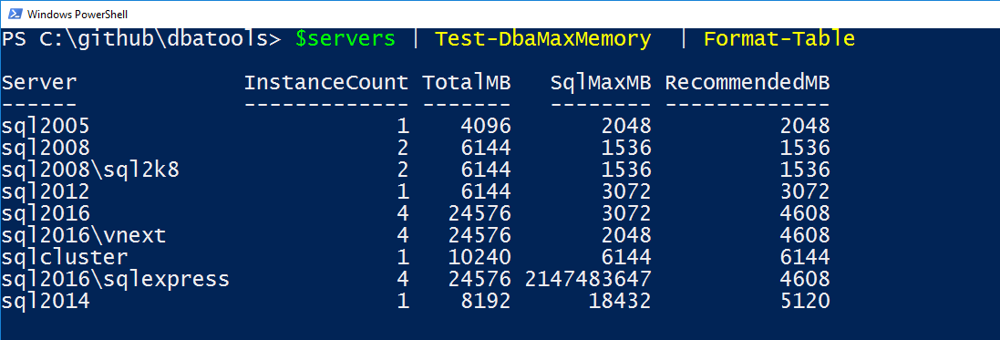 Windows PowerShell
PS C:\github\dbatools> $servers | Test-DbaMaxMemory  | Format-Table
Server            InstanceCount TotalMB   SqlMaxMB RecommendedMB
------            ------------- -------   -------- -------------
sql2005                       1    4096       2048          2048
sql2008                       2    6144       1536          1536
sql2008\sql2k8                2    6144       1536          1536
sql2012                       1    6144       3072          3072
sql2016                       4   24576       3072          4608
sql2016\vnext                 4   24576       2048          4608
sqlcluster                    1   10240       6144          6144
sql2016\sqlexpress            4   24576 2147483647          4608
sql2014                       1    8192      18432          5120